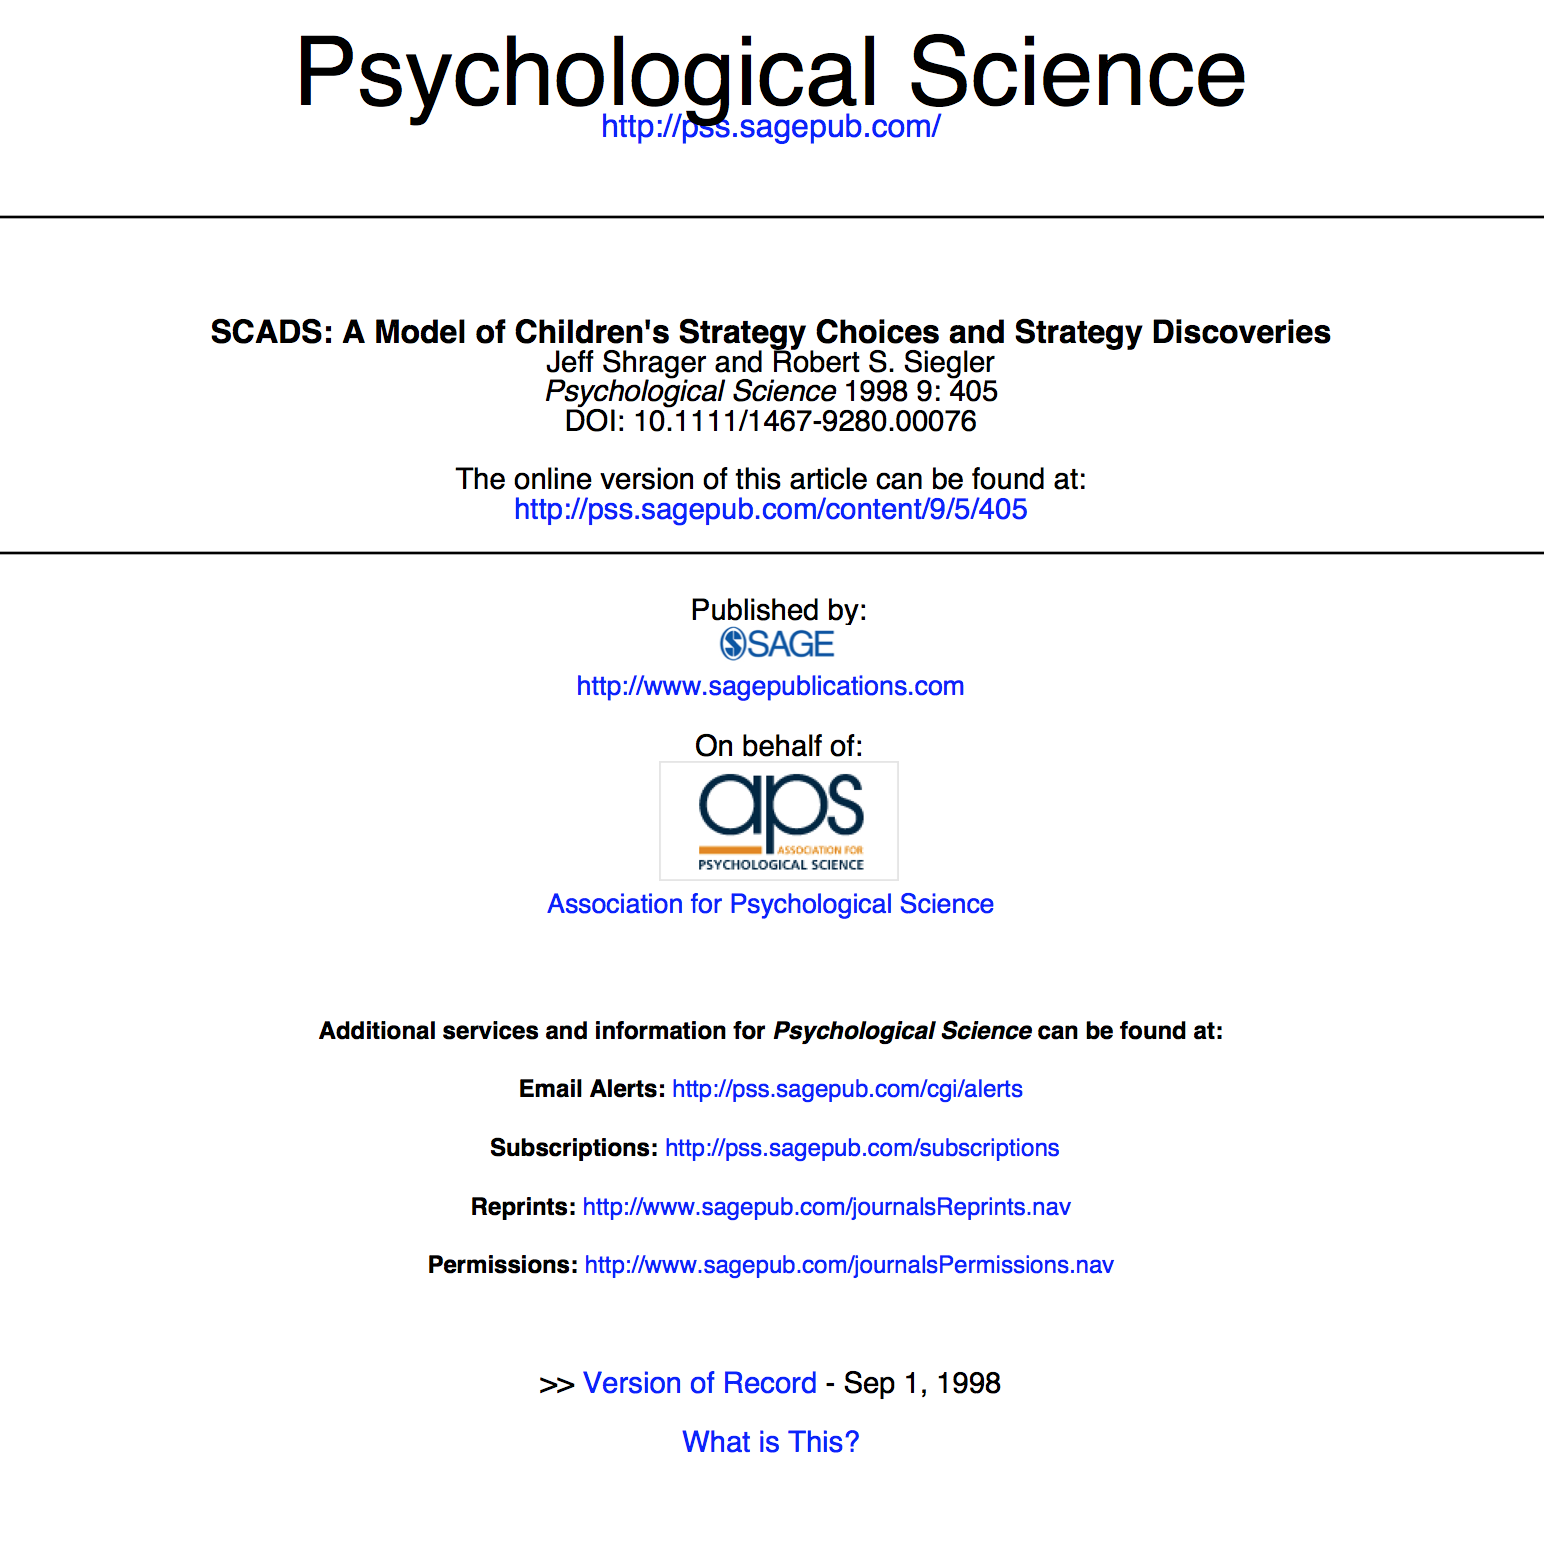 Psychological Science
http://pss.sagepub.com/
SCADS: A Model of Children's Strategy Choices and Strategy Discoveries
Jeff Shrager and Robert S. Siegler
Psychological Science 1998 9: 405
DOI: 10.1111/1467-9280.00076
The online version of this article can be found at:
http://pss.sagepub.com/content/9/5/405
Published by:
SAGE
http://www.sagepublications.com
On behalf of:
aps
ASSOCIATION FOR
PSYCHOLOGICAL SCIENCE
Association for Psychological Science
Additional services and information for Psychological Science can be found at:
Email Alerts: http://pss.sagepub.com/cgi/alerts
Subscriptions: http://pss.sagepub.com/subscriptions
Reprints: http://www.sagepub.com/journalsReprints.nav
Permissions: http://www.sagepub.com/journalsPermissions.nav
>> Version of Record - Sep 1, 1998
What is This?